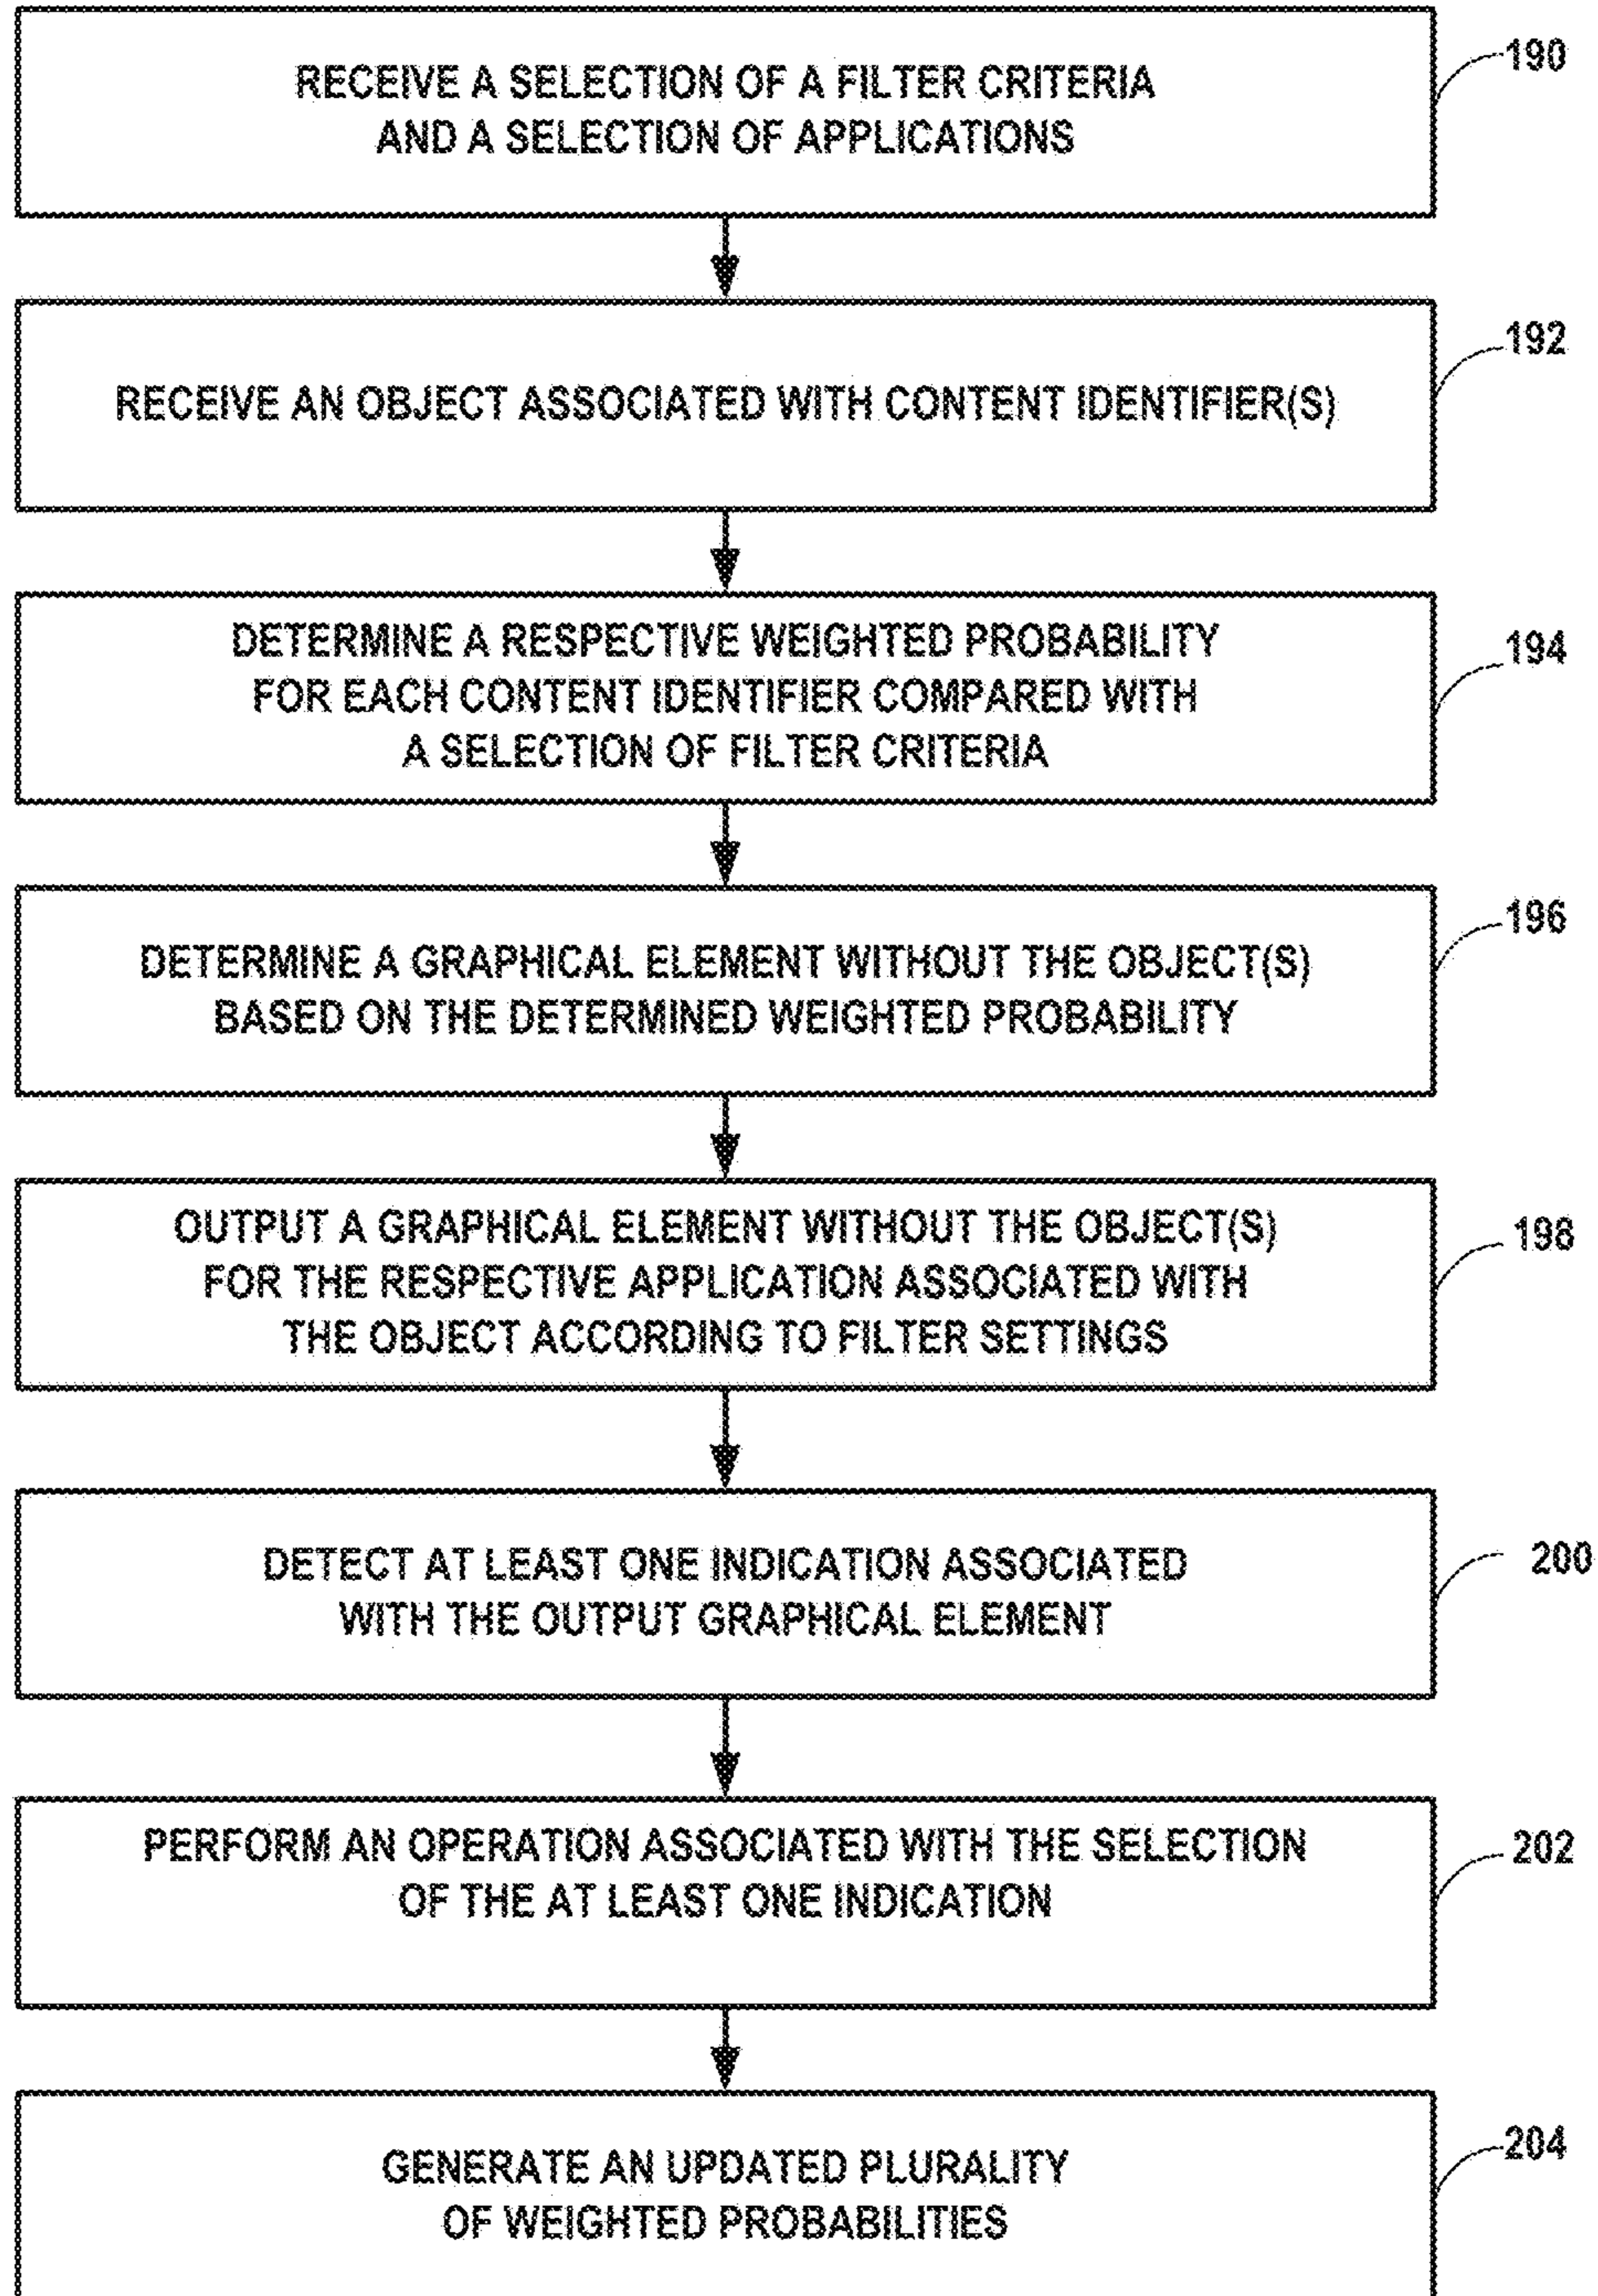 RECEIVE A SELECTION OF A FILTER CRITERIA
AND A SELECTION OF APPLICATIONS
190
RECEIVE AN OBJECT ASSOCIATED WITH CONTENT IDENTIFIER(S)
192
DETERMINE A RESPECTIVE WEIGHTED PROBABILITY
FOR EACH CONTENT IDENTIFIER COMPARED WITH
A SELECTION OF FILTER CRITERIA
194
DETERMINE A GRAPHICAL ELEMENT WITHOUT THE OBJECT(S)
BASED ON THE DETERMINED WEIGHTED PROBABILITY
196
OUTPUT A GRAPHICAL ELEMENT WITHOUT THE OBJECT(S)
FOR THE RESPECTIVE APPLICATION ASSOCIATED WITH
THE OBJECT ACCORDING TO FILTER SETTINGS
198
DETECT AT LEAST ONE INDICATION ASSOCIATED
WITH THE OUTPUT GRAPHICAL ELEMENT
200
PERFORM AN OPERATION ASSOCIATED WITH THE SELECTION
OF THE AT LEAST ONE INDICATION
202
GENERATE AN UPDATED PLURALITY
OF WEIGHTED PROBABILITIES
204